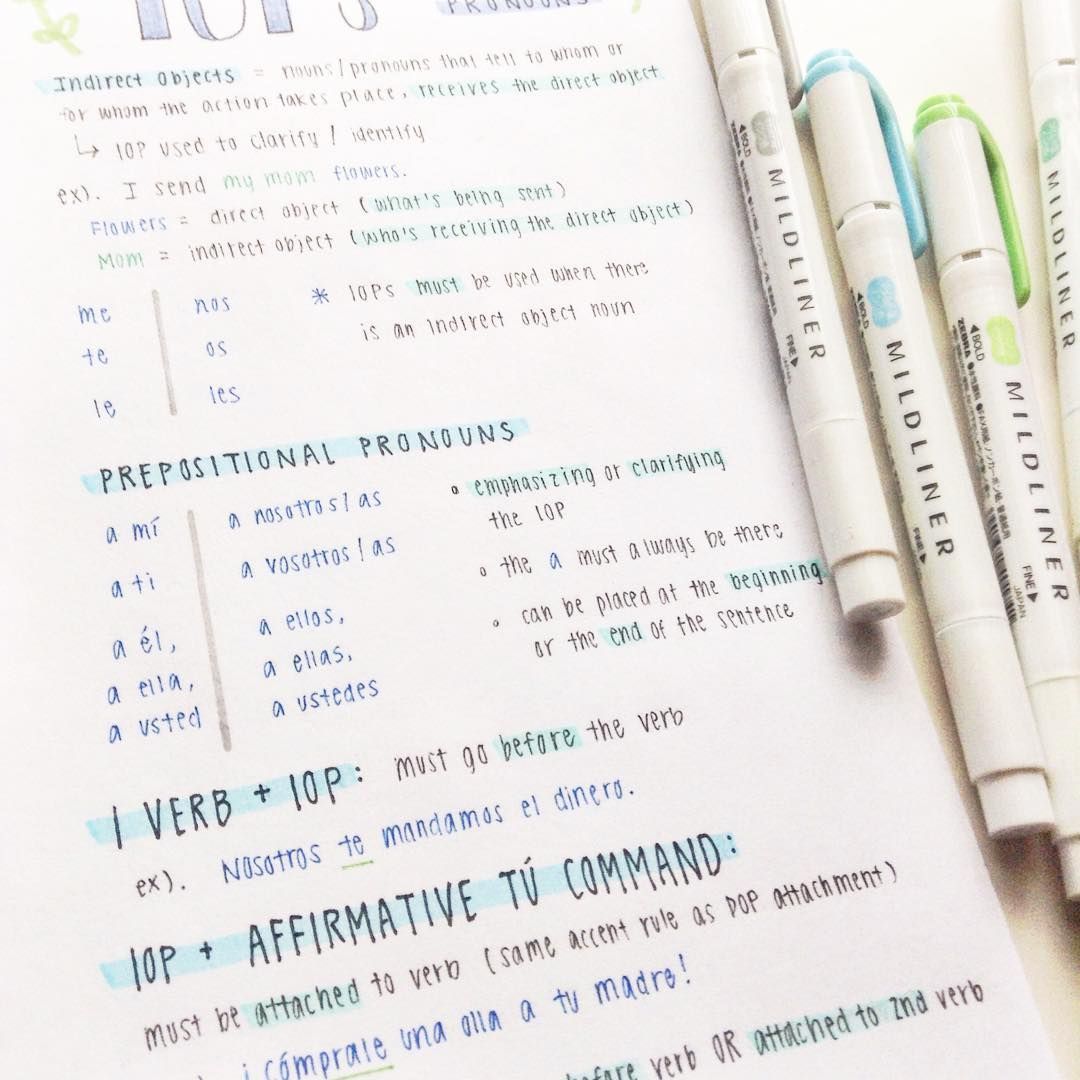 IOP's
PRONOUNS
Indirect Objects = nouns/pronouns that tell to whom or
for whom the action takes place, receives the direct object
↳ IOP used to clarify / identify
ex). I send my mom flowers.
Flowers = direct object (what's being sent)
Mom = indirect object (who's receiving the direct object)
me nos
te os
le les
* IOPs must be used when there
is an indirect object noun
PREPOSITIONAL PRONOUNS
a mí a nosotros/as
a ti a vosotros/as
a él, a ellos,
a ella, a ellas,
a usted a ustedes
• emphasizing or clarifying
the IOP
• the a must always be there
• can be placed at the beginning
or the end of the sentence
1 VERB + IOP: must go before the verb
ex). Nosotros te mandamos el dinero.
IOP + AFFIRMATIVE TÚ COMMAND:
must be attached to verb (same accent rule as DOP attachment)
¡cómprale una olla a tu madre!
before verb OR attached to 2nd verb
◀BOLD
ZEBRA
MILDLINER
FINE▶
JAPAN
◀BOLD
MILDLINER
FINE▶
◀BOLD
ZEBRA
MILDLINER
FINE▶
JAPAN
MILDLINER